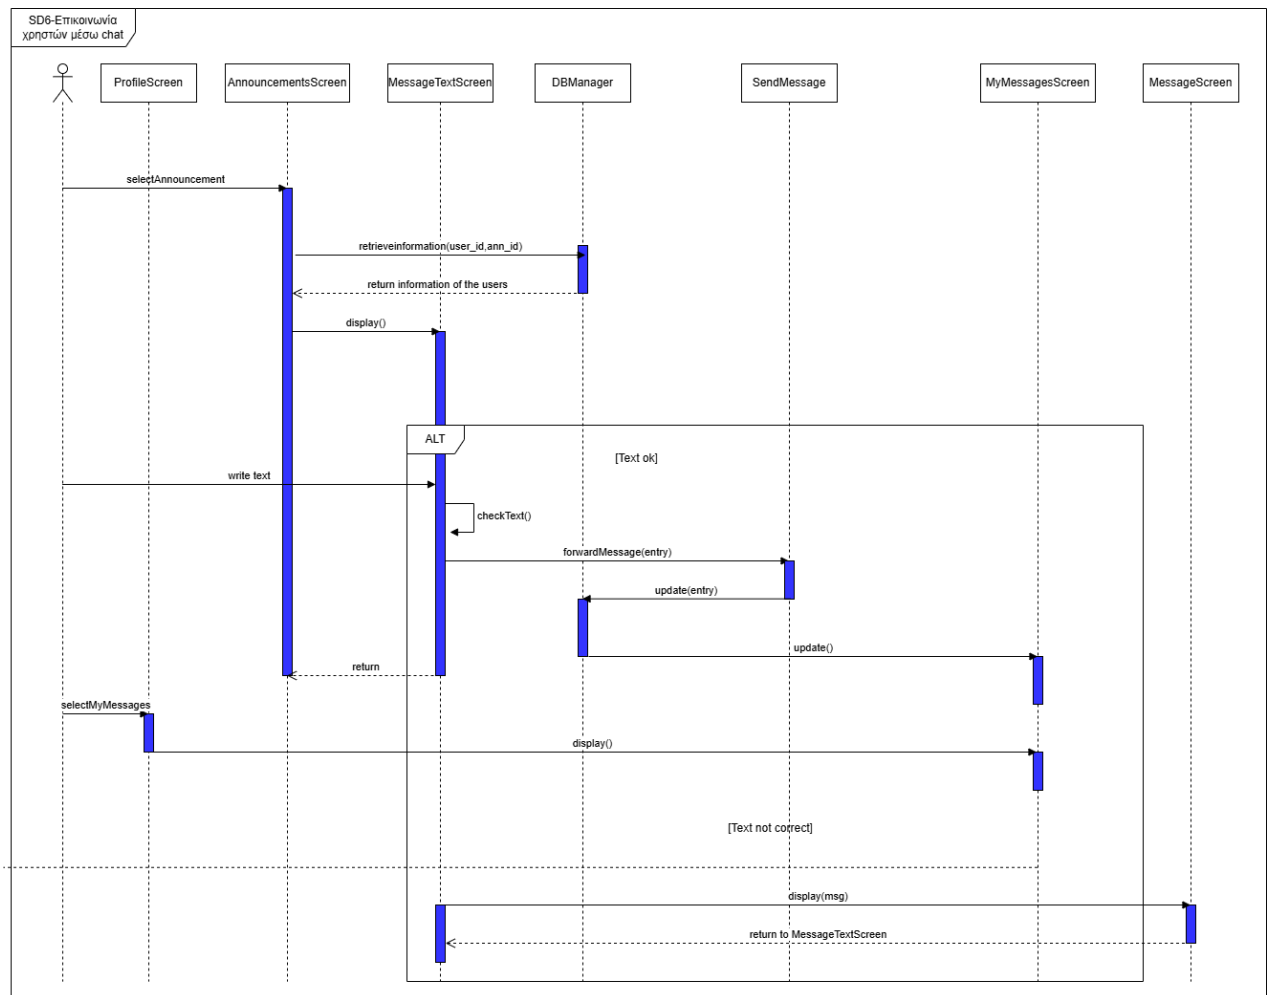 SD6-Επικοινωνία
χρηστών μέσω chat
ProfileScreen
AnnouncementsScreen
MessageTextScreen
DBManager
SendMessage
MyMessagesScreen
MessageScreen
selectAnnouncement
retrieveinformation(user_id,ann_id)
return information of the users
display()
ALT
[Text ok]
write text
checkText()
forwardMessage(entry)
update(entry)
update()
return
selectMyMessages
display()
[Text not correct]
display(msg)
return to MessageTextScreen